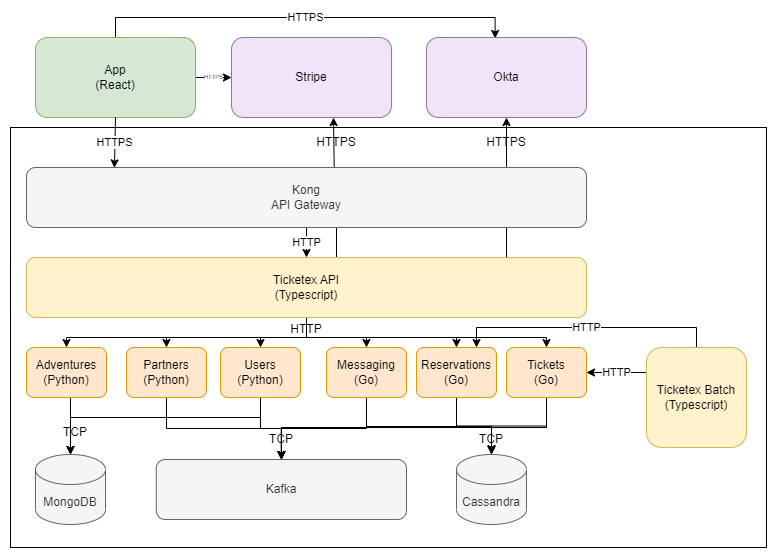 HTTPS
App
(React)
HTTPS
Stripe
Okta
HTTPS
HTTPS
HTTPS
Kong
API Gateway
HTTP
Ticketex API
(Typescript)
HTTP
HTTP
Adventures
(Python)
Partners
(Python)
Users
(Python)
Messaging
(Go)
Reservations
(Go)
Tickets
(Go)
HTTP
Ticketex Batch
(Typescript)
TCP
TCP
TCP
MongoDB
Kafka
Cassandra